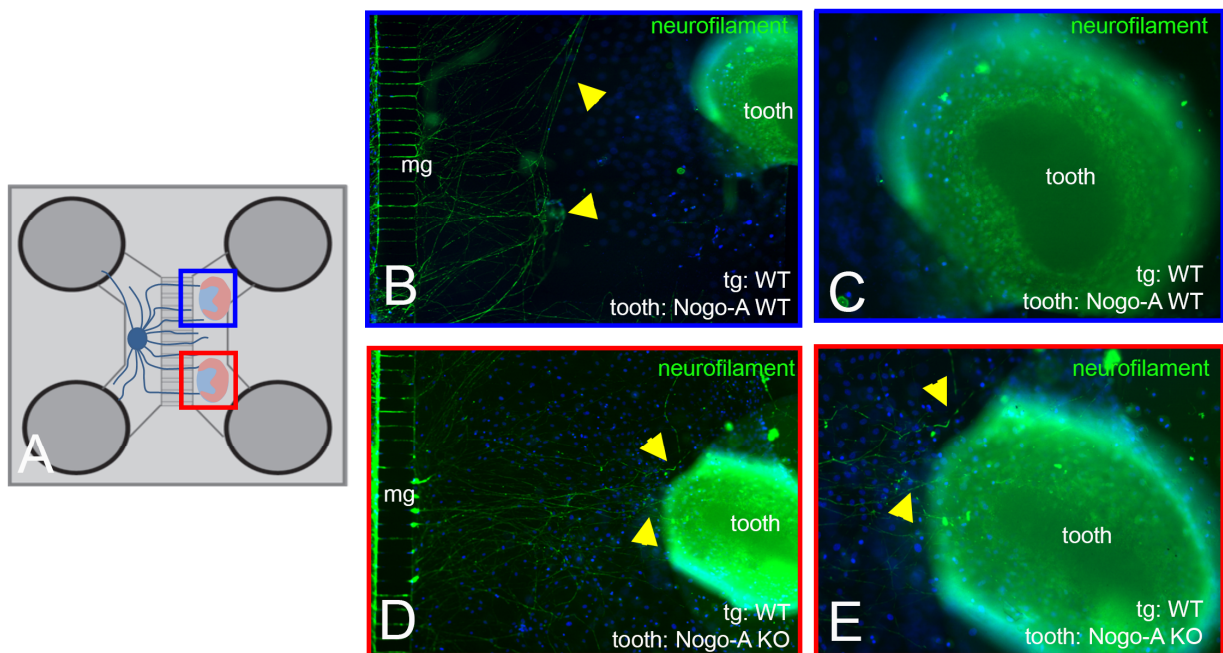 A
neurofilament
mg
tooth
B
tg: WT
tooth: Nogo-A WT
neurofilament
tooth
C
tg: WT
tooth: Nogo-A WT
neurofilament
mg
tooth
D
tg: WT
tooth: Nogo-A KO
neurofilament
tooth
E
tg: WT
tooth: Nogo-A KO